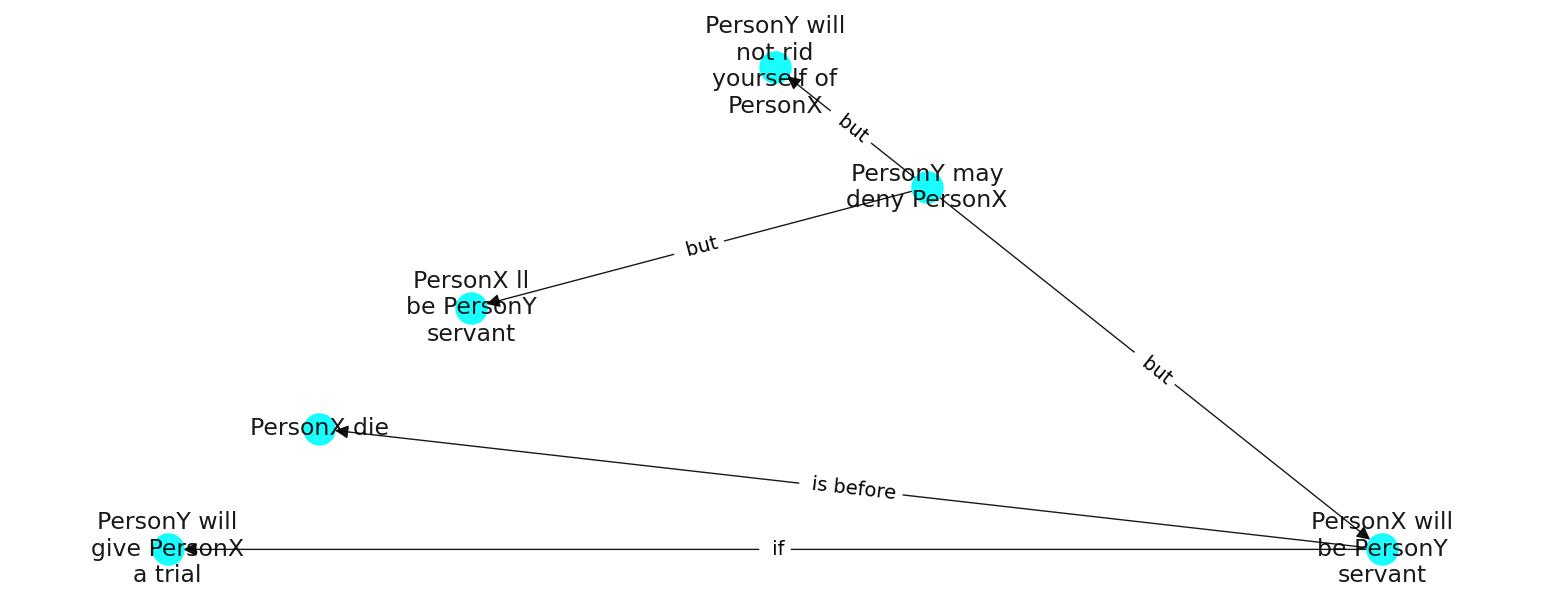 PersonY will
not rid
yourself of
PersonX
but
PersonY may
deny PersonX
but
PersonX ll
be PersonY
servant
but
PersonX die
is before
PersonY will
give PersonX
a trial
if
PersonX will
be PersonY
servant